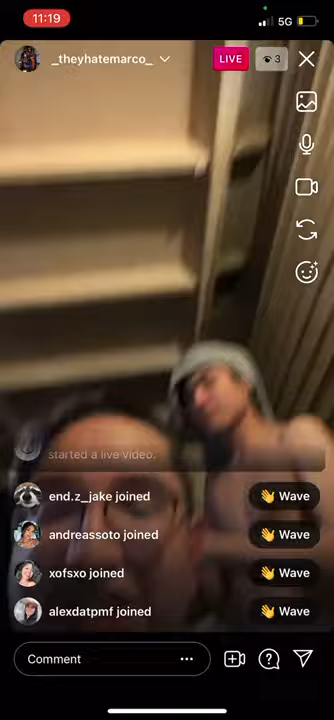 11:19
5G
_theyhatemarco_
LIVE
3
started a live video.
end.z_jake joined
Wave
andreassoto joined
Wave
xofsxo joined
Wave
alexdatpmf joined
Wave
Comment